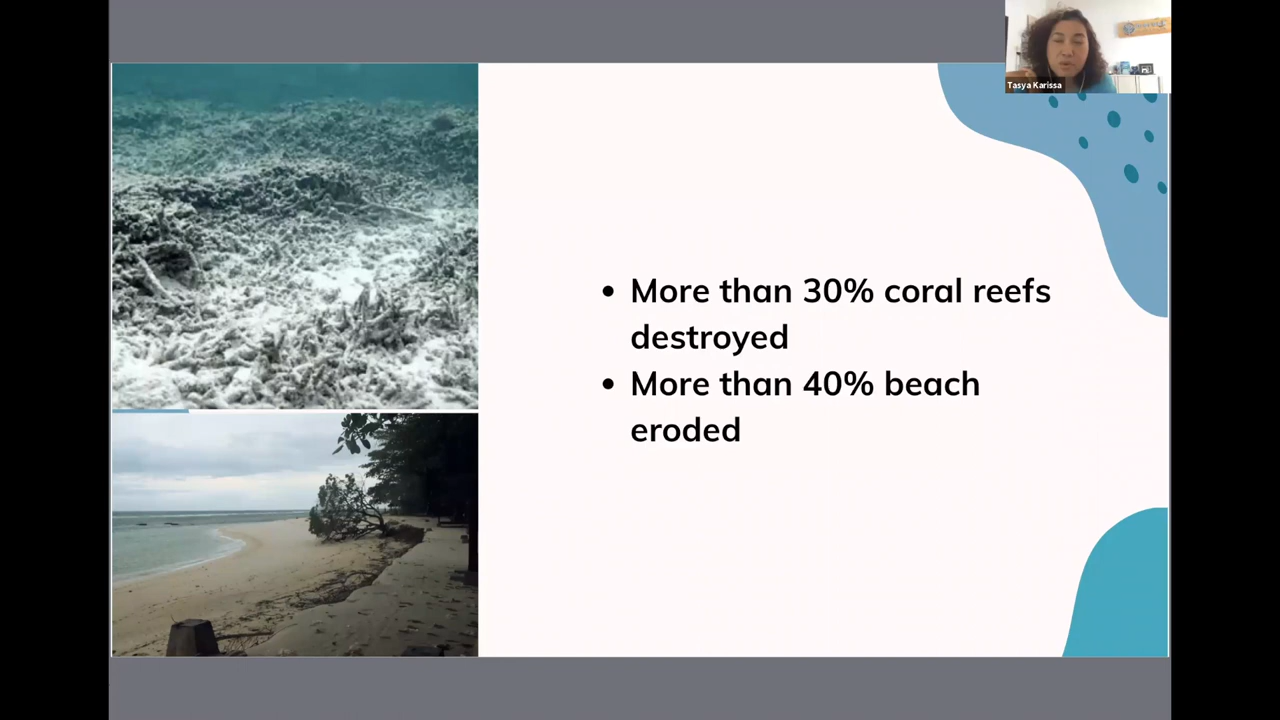 Tasya Karissa
• More than 30% coral reefs
destroyed
• More than 40% beach
eroded